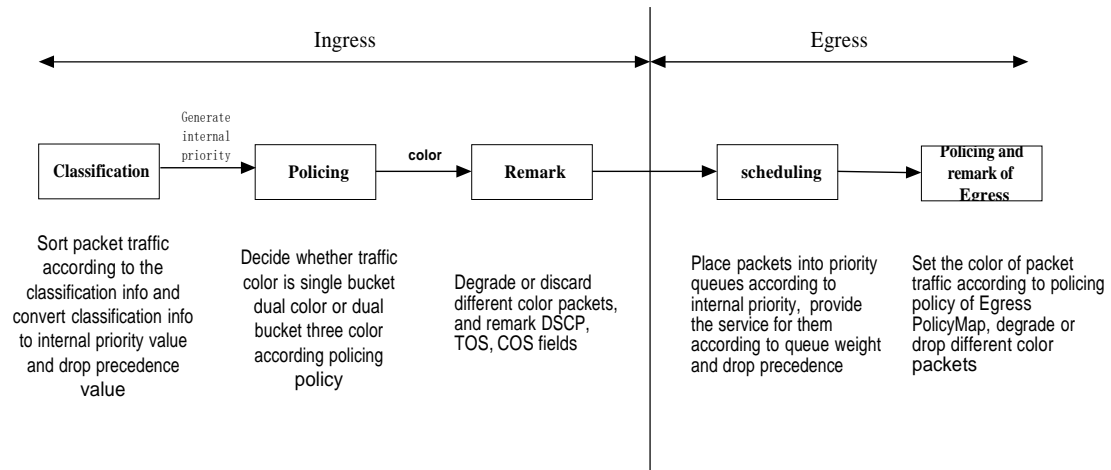 Ingress
Egress
Generate
internal
priority
color
Classification
Policing
Remark
scheduling
Policing and
remark of
Egress
Sort packet traffic
according to the
classification info and
convert classification info
to internal priority value
and drop precedence
value
Decide whether traffic
color is single bucket
dual color or dual
bucket three color
according policing
policy
Degrade or discard
different color packets,
and remark DSCP,
TOS, COS fields
Place packets into priority
queues according to
internal priority, provide
the service for them
according to queue weight
and drop precedence
Set the color of packet
traffic according to policing
policy of Egress
PolicyMap, degrade or
drop different color
packets